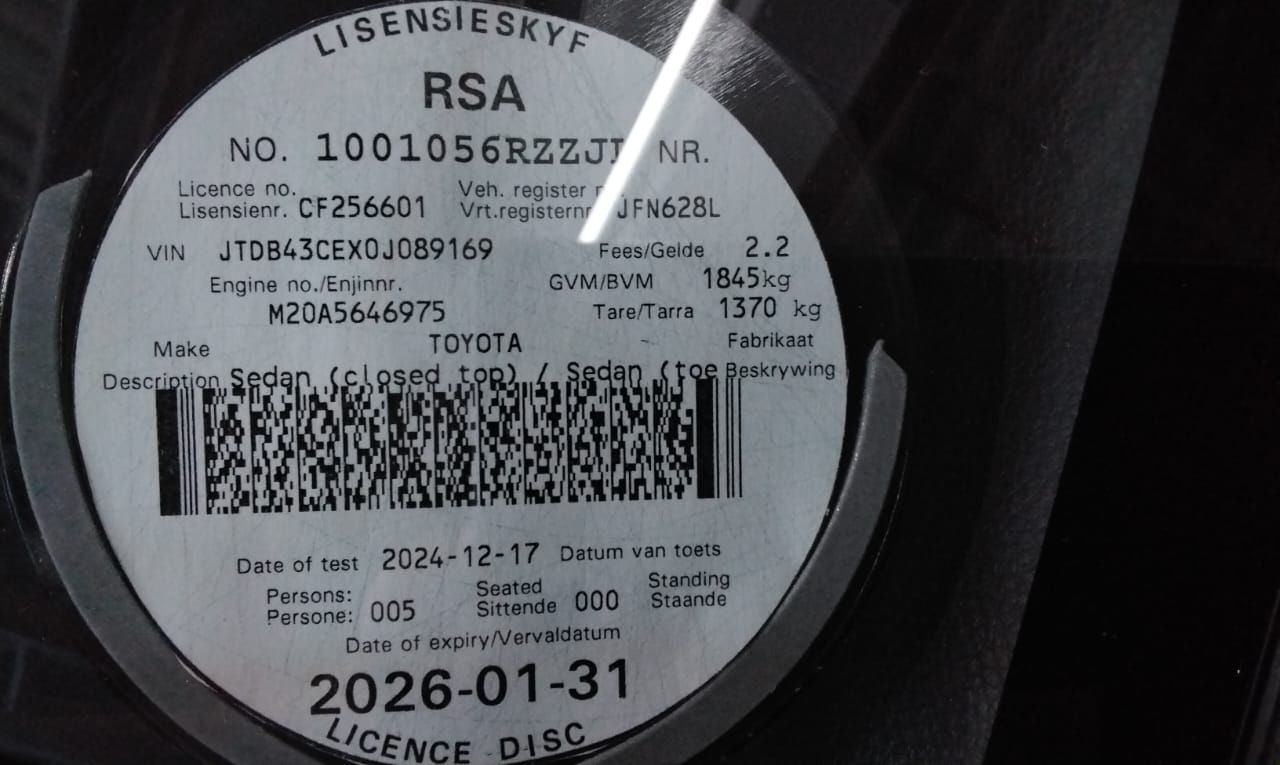 LISENSIESKYF
RSA
NO. 1001056RZZJ NR.
Licence no. Veh. register
Lisensienr. CF256601 Vrt.registernr. JFN628L
VIN JTDB43CEX0J089169 Fees/Gelde 2.2
Engine no./Enjinnr. GVM/BVM 1845kg
M20A5646975 Tare/Tarra 1370 kg
Make TOYOTA Fabrikaat
Description Sedan (closed top) / Sedan (toe Beskrywing
Date of test 2024-12-17 Datum van toets
Persons: Seated Standing
Persone: 005 Sittende 000 Staande
Date of expiry/Vervaldatum
2026-01-31
LICENCE DISC